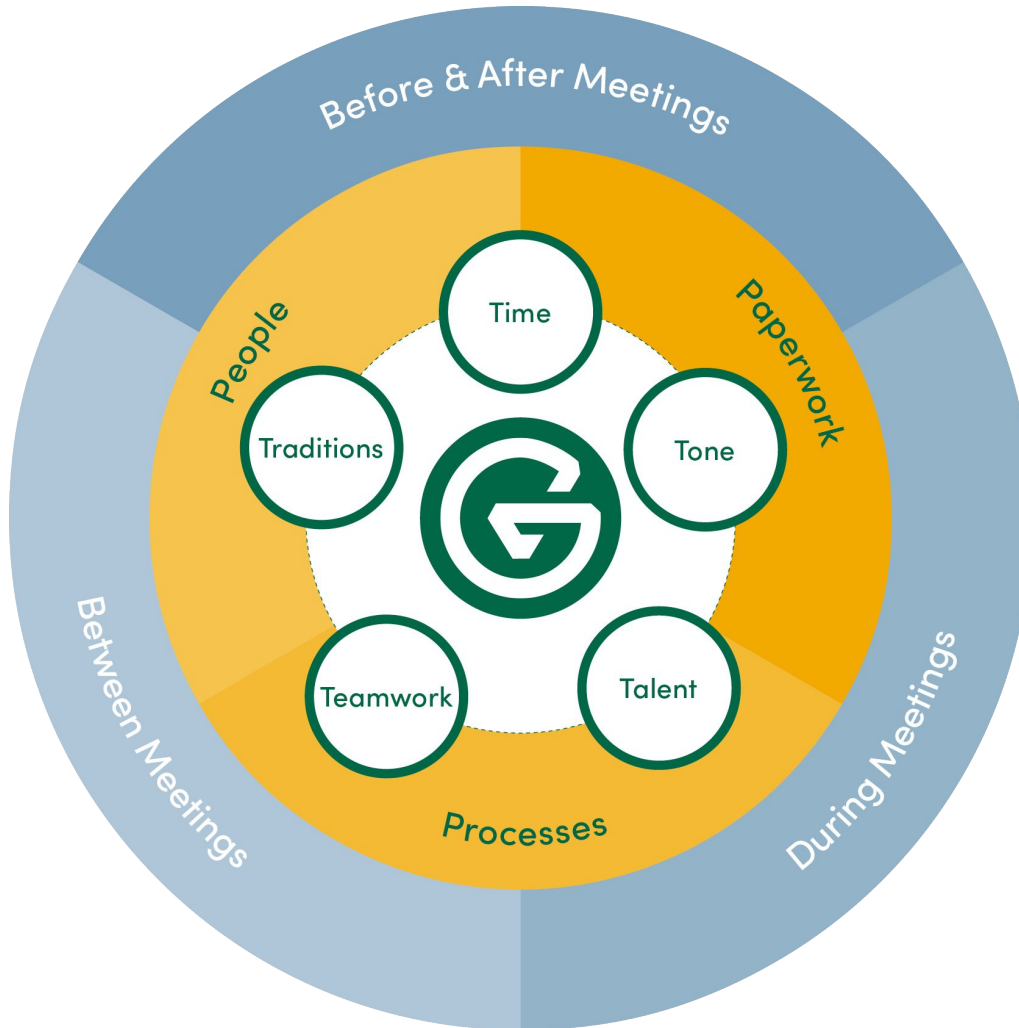 Before & After Meetings
People
Paperwork
Time
Traditions
Tone
G
Teamwork
Talent
Processes
Between Meetings
During Meetings